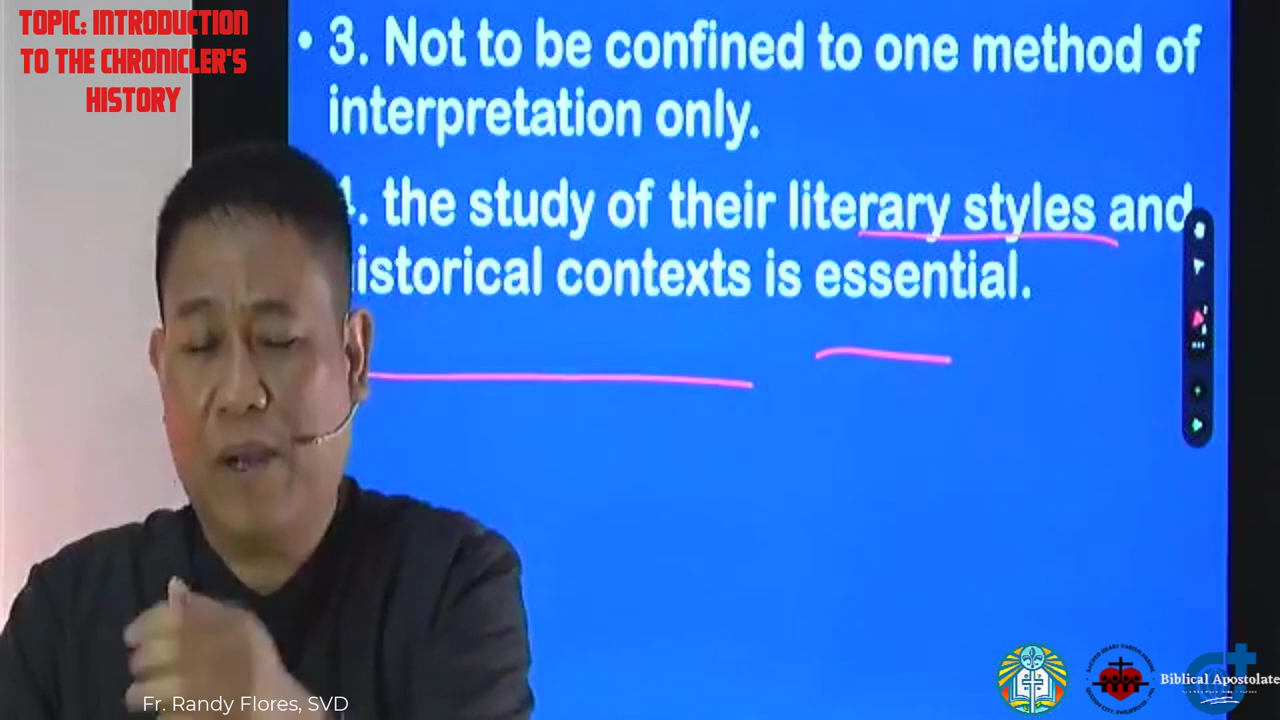 TOPIC: INTRODUCTION
TO THE CHRONICLER'S
HISTORY
• 3. Not to be confined to one method of
interpretation only.
. the study of their literary styles and
istorical contexts is essential.
Fr. Randy Flores, SVD
Biblical Apostolate